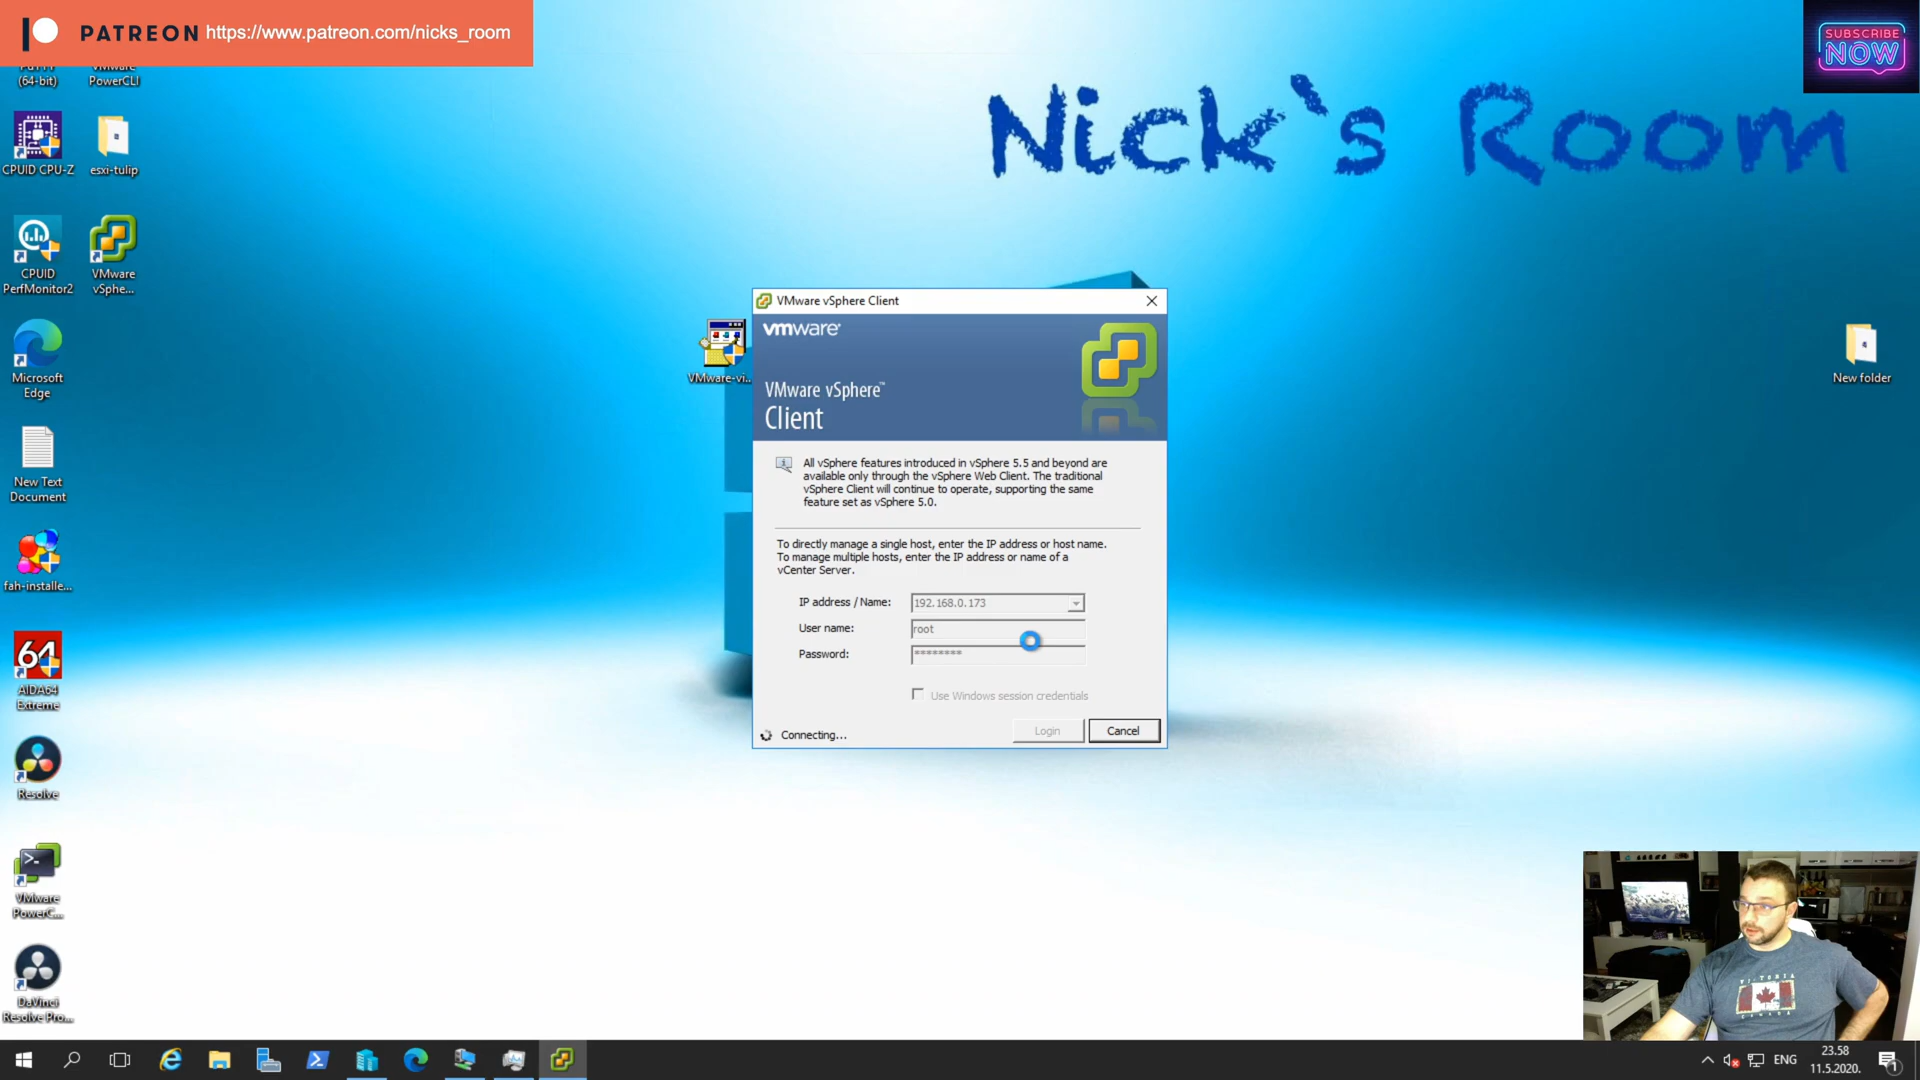 PATREON https://www.patreon.com/nicks_room
SUBSCRIBE
NOW
Nick's Room
(64-bit)
PowerCLI
CPUID CPU-Z
esxi-tulip
CPUID
PerfMonitor2
VMware
vSphe...
Microsoft
Edge
New Text
Document
fah-installe...
64
AIDA64
Extreme
Resolve
VMware
PowerC...
DaVinci
Resolve Pro...
VMware-vi...
New folder
VMware vSphere Client
vmware
VMware vSphere™
Client
All vSphere features introduced in vSphere 5.5 and beyond are
available only through the vSphere Web Client. The traditional
vSphere Client will continue to operate, supporting the same
feature set as vSphere 5.0.
To directly manage a single host, enter the IP address or host name.
To manage multiple hosts, enter the IP address or name of a
vCenter Server.
IP address / Name: 192.168.0.173
User name: root
Password: ********
Use Windows session credentials
Connecting...
Login
Cancel
CANADA
ENG
23.58
11.5.2020.
1